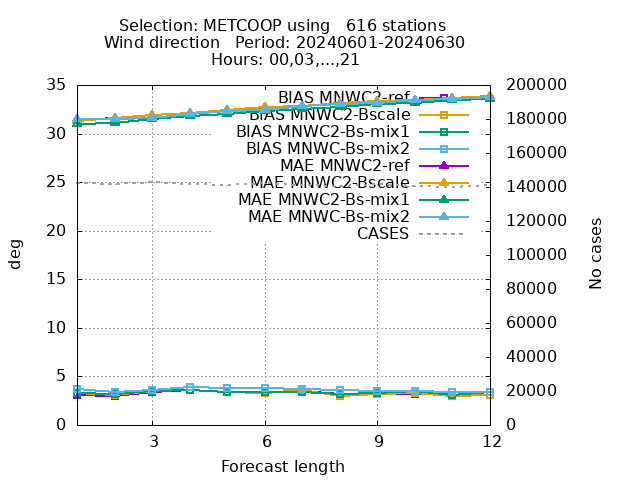 Selection: METCOOP using   616 stations
Wind direction   Period: 20240601-20240630
Hours: 00,03,...,21
35
30
25
20
15
10
5
0
200000
180000
160000
140000
120000
100000
80000
60000
40000
20000
0
BIAS MNWC2-ref
BIAS MNWC2-Bscale
BIAS MNWC2-Bs-mix1
BIAS MNWC-Bs-mix2
MAE MNWC2-ref
MAE MNWC2-Bscale
MAE MNWC2-Bs-mix1
MAE MNWC-Bs-mix2
CASES
deg
No cases
3 6 9 12
Forecast length